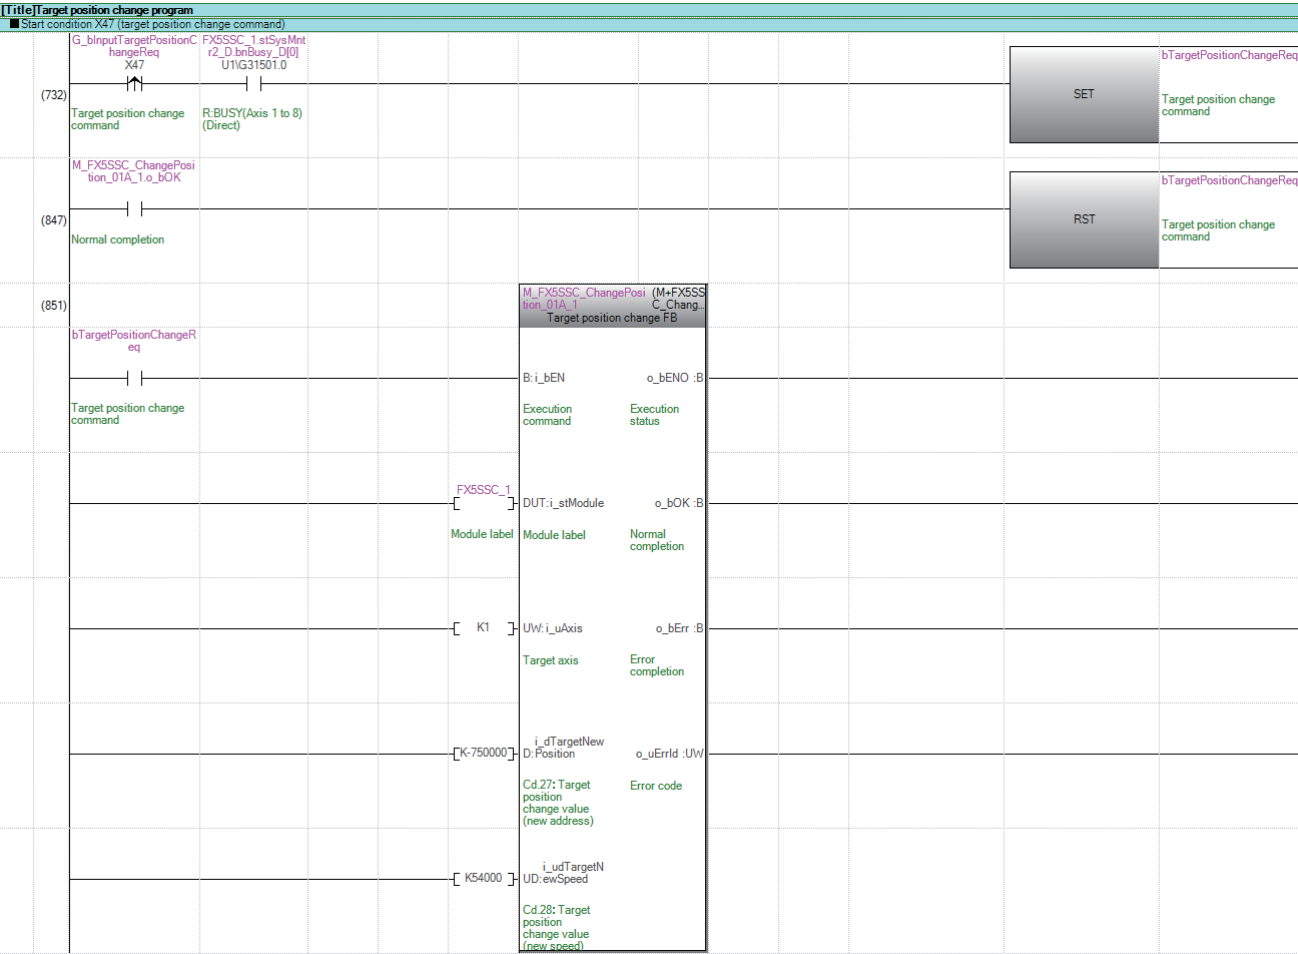 [Title]Target position change program
■Start condition X47 (target position change command)
G_bInputTargetPositionC
hangeReq
X47
FX5SSC_1.stSysMnt
r2_D.bnBusy_D[0]
U1\G31501.0
bTargetPositionChangeReq
(732)
SET
Target position change
command
R:BUSY(Axis 1 to 8)
(Direct)
Target position change
command
M_FX5SSC_ChangePosi
tion_01A_1.o_bOK
bTargetPositionChangeReq
(847)
RST
Normal completion
Target position change
command
(851)
M_FX5SSC_ChangePosi
tion_01A_1
(M+FX5SS
C_Chang...
Target position change FB
bTargetPositionChangeR
eq
B:i_bEN
o_bENO :B
Target position change
command
Execution
command
Execution
status
FX5SSC_1
DUT:i_stModule
o_bOK :B
Module label
Module label
Normal
completion
K1
UW:i_uAxis
o_bErr :B
Target axis
Error
completion
K-750000
i_dTargetNew
D:Position
o_uErrId :UW
Cd.27: Target
position
change value
(new address)
Error code
K54000
i_udTargetN
UD:ewSpeed
Cd.28: Target
position
change value
(new speed)